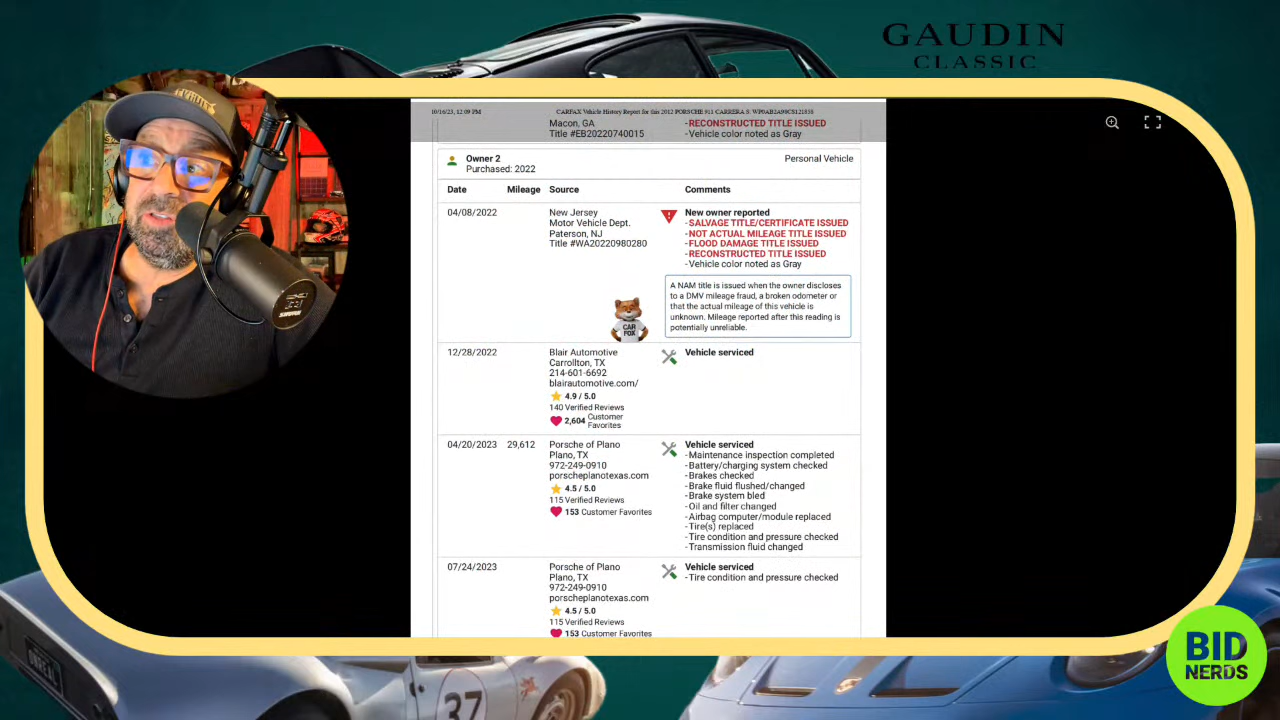 GAUDIN
CLASSIC
10/16/23, 12:09 PM CARFAX Vehicle History Report for this 2012 PORSCHE 911 CARRERA S: WP0AB2A90CS121838
Macon, GA -RECONSTRUCTED TITLE ISSUED
Title #EB20220740015 -Vehicle color noted as Gray
Owner 2 Personal Vehicle
Purchased: 2022
Date Mileage Source Comments
04/08/2022 New Jersey New owner reported
Motor Vehicle Dept. -SALVAGE TITLE/CERTIFICATE ISSUED
Paterson, NJ -NOT ACTUAL MILEAGE TITLE ISSUED
Title #WA20220980280 -FLOOD DAMAGE TITLE ISSUED
-RECONSTRUCTED TITLE ISSUED
-Vehicle color noted as Gray
A NAM title is issued when the owner discloses
to a DMV mileage fraud, a broken odometer or
that the actual mileage of this vehicle is
unknown. Mileage reported after this reading is
potentially unreliable.
CAR
FOX
12/28/2022 Blair Automotive Vehicle serviced
Carrollton, TX
214-601-6692
blairautomotive.com/
4.9 / 5.0
140 Verified Reviews
2,604 Customer
Favorites
04/20/2023 29,612 Porsche of Plano Vehicle serviced
Plano, TX -Maintenance inspection completed
972-249-0910 -Battery/charging system checked
porscheplanotexas.com -Brakes checked
4.5 / 5.0 -Brake fluid flushed/changed
115 Verified Reviews -Brake system bled
153 Customer Favorites -Oil and filter changed
-Airbag computer/module replaced
-Tire(s) replaced
-Tire condition and pressure checked
-Transmission fluid changed
07/24/2023 Porsche of Plano Vehicle serviced
Plano, TX -Tire condition and pressure checked
972-249-0910
porscheplanotexas.com
4.5 / 5.0
115 Verified Reviews
153 Customer Favorites
37
BID
NERDS